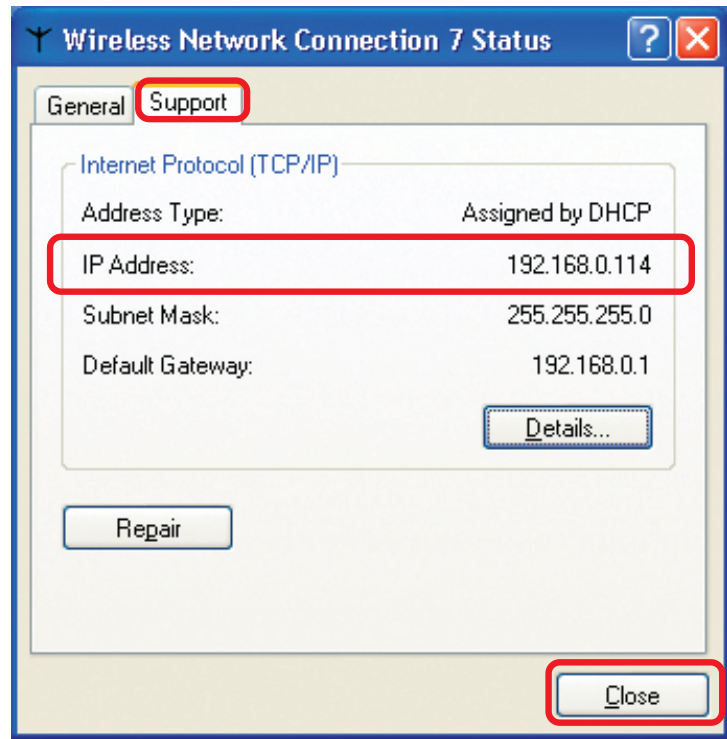 Wireless Network Connection 7 Status
General Support
Internet Protocol (TCP/IP)
Address Type: Assigned by DHCP
IP Address: 192.168.0.114
Subnet Mask: 255.255.255.0
Default Gateway: 192.168.0.1
Details...
Repair
Close